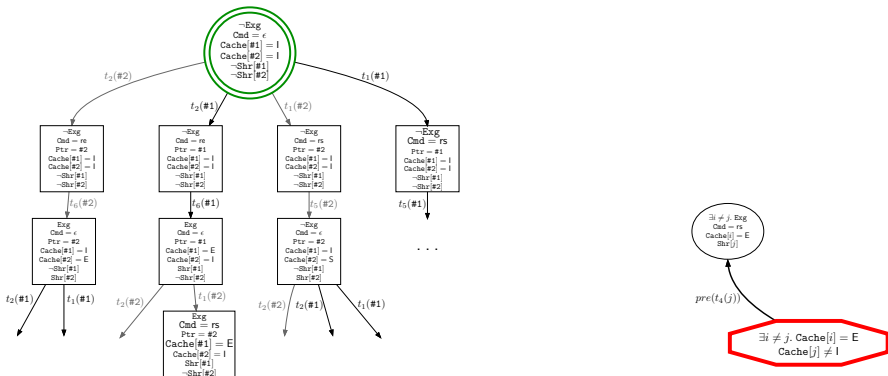 ¬Exg
Cmd = ϵ
Cache[#1] = I
Cache[#2] = I
¬Shr[#1]
¬Shr[#2]
t₂(#2)
t₂(#1)
t₁(#2)
t₁(#1)
¬Exg
Cmd = re
Ptr = #2
Cache[#1] = I
Cache[#2] = I
¬Shr[#1]
¬Shr[#2]
¬Exg
Cmd = re
Ptr = #1
Cache[#1] = I
Cache[#2] = I
¬Shr[#1]
¬Shr[#2]
¬Exg
Cmd = rs
Ptr = #2
Cache[#1] = I
Cache[#2] = I
¬Shr[#1]
¬Shr[#2]
¬Exg
Cmd = rs
Ptr = #1
Cache[#1] = I
Cache[#2] = I
¬Shr[#1]
¬Shr[#2]
t₆(#2)
t₆(#1)
t₅(#2)
t₅(#1)
Exg
Cmd = ϵ
Ptr = #2
Cache[#1] = I
Cache[#2] = E
¬Shr[#1]
Shr[#2]
Exg
Cmd = ϵ
Ptr = #1
Cache[#1] = E
Cache[#2] = I
Shr[#1]
¬Shr[#2]
¬Exg
Cmd = ϵ
Ptr = #2
Cache[#1] = I
Cache[#2] = S
¬Shr[#1]
Shr[#2]
. . .
t₂(#1)
t₁(#1)
t₂(#2)
t₁(#2)
t₂(#2)
t₂(#1)
t₁(#1)
Exg
Cmd = rs
Ptr = #2
Cache[#1] = E
Cache[#2] = I
Shr[#1]
¬Shr[#2]
∃i ≠ j. Exg
Cmd = rs
Cache[i] = E
Shr[j]
pre(t₄(j))
∃i ≠ j. Cache[i] = E
Cache[j] ≠ I